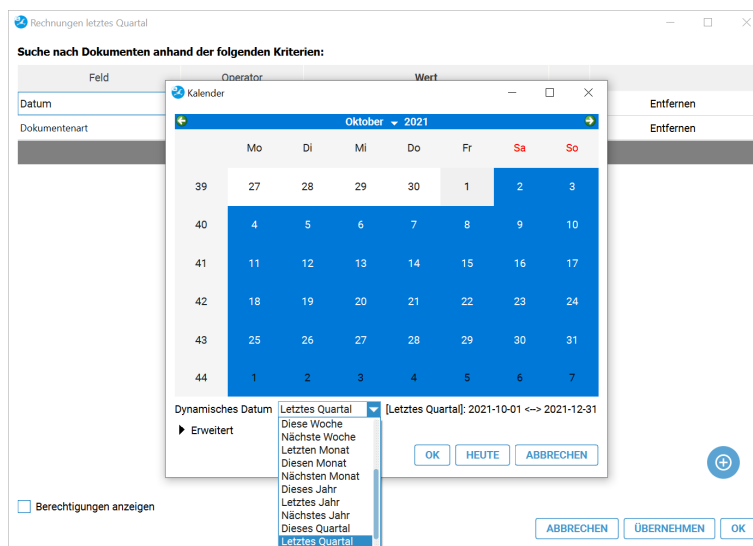 Rechnungen letztes Quartal
Suche nach Dokumenten anhand der folgenden Kriterien:
Feld Operator Wert
Datum Entfernen
Dokumentenart Entfernen
Kalender
Oktober 2021
Mo Di Mi Do Fr Sa So
39 27 28 29 30 1 2 3
40 4 5 6 7 8 9 10
41 11 12 13 14 15 16 17
42 18 19 20 21 22 23 24
43 25 26 27 28 29 30 31
44 1 2 3 4 5 6 7
Dynamisches Datum Letztes Quartal [Letztes Quartal]: 2021-10-01 <--> 2021-12-31
Erweitert
Diese Woche
Nächste Woche
Letzten Monat
Diesen Monat
Nächsten Monat
Dieses Jahr
Letztes Jahr
Nächstes Jahr
Dieses Quartal
Letztes Quartal
OK HEUTE ABBRECHEN
Berechtigungen anzeigen
ABBRECHEN ÜBERNEHMEN OK